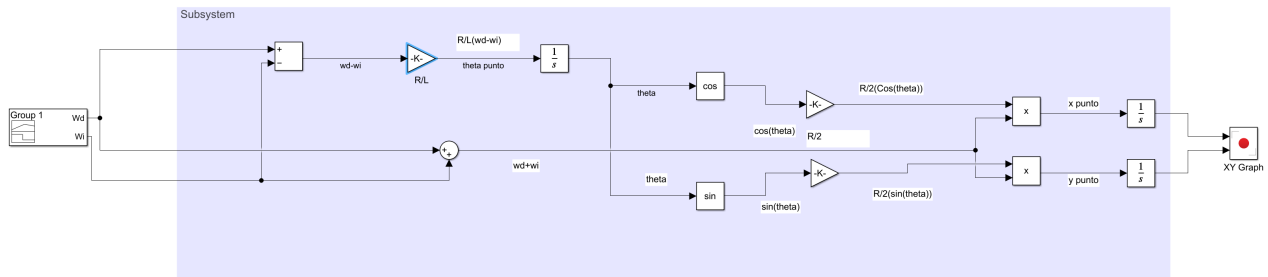 Subsystem
Group 1
Wd
Wi
+
−
wd-wi
-K-
R/L
R/L(wd-wi)
theta punto
1
s
theta
cos
cos(theta)
-K-
R/2(Cos(theta))
R/2
x
x punto
1
s
+
+
wd+wi
theta
sin
sin(theta)
-K-
R/2(sin(theta))
x
y punto
1
s
XY Graph